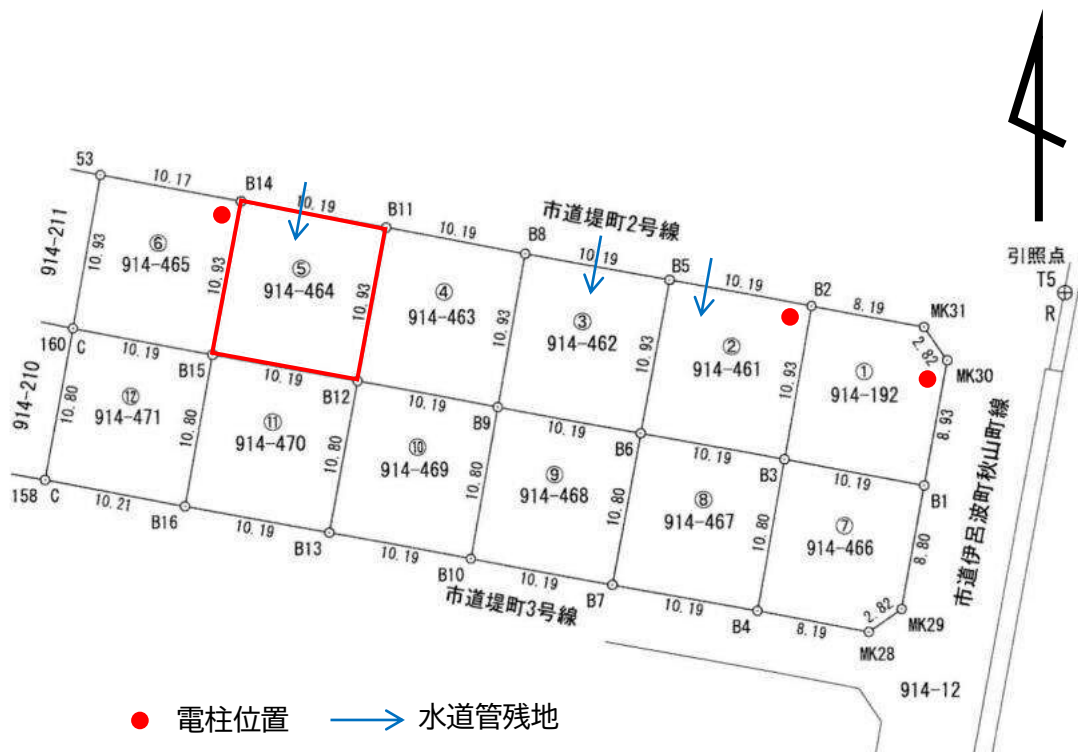 53
10.17
B14
10.19
B11
10.19
B8
市道堤町2号線
10.19
B5
10.19
B2
8.19
MK31
2.82
MK30
引照点
T5
R
914-211
10.93
⑥
914-465
10.93
⑤
914-464
10.93
④
914-463
10.93
③
914-462
10.93
②
914-461
10.93
①
914-192
8.93
160 C
10.19
B15
10.19
B12
10.19
B9
10.19
B6
10.19
B3
10.19
B1
914-210
10.80
⑫
914-471
10.80
⑪
914-470
10.80
⑩
914-469
10.80
⑨
914-468
10.80
⑧
914-467
10.80
⑦
914-466
8.80
市道伊呂波町秋山町線
158 C
10.21
B16
10.19
B13
10.19
B10
10.19
B7
10.19
B4
8.19
MK28
2.82
MK29
市道堤町3号線
914-12
電柱位置
水道管残地